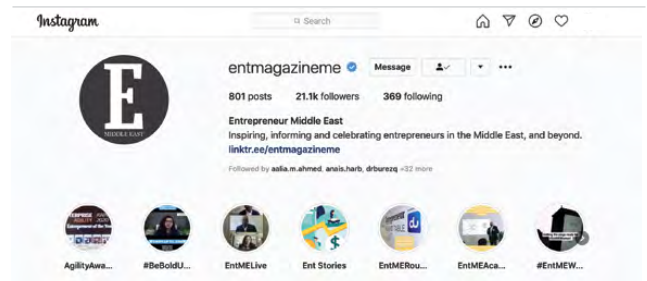 Instagram
Search
E
MIDDLE EAST
entmagazineme
Message
801 posts 21.1k followers 369 following
Entrepreneur Middle East
Inspiring, informing and celebrating entrepreneurs in the Middle East, and beyond.
linktr.ee/entmagazineme
Followed by aalia.m.ahmed, anais.harb, drburezq +32 more
AgilityAwa... #BeBoldU... EntMELive Ent Stories EntMERou... EntMEAca... #EntMEW...